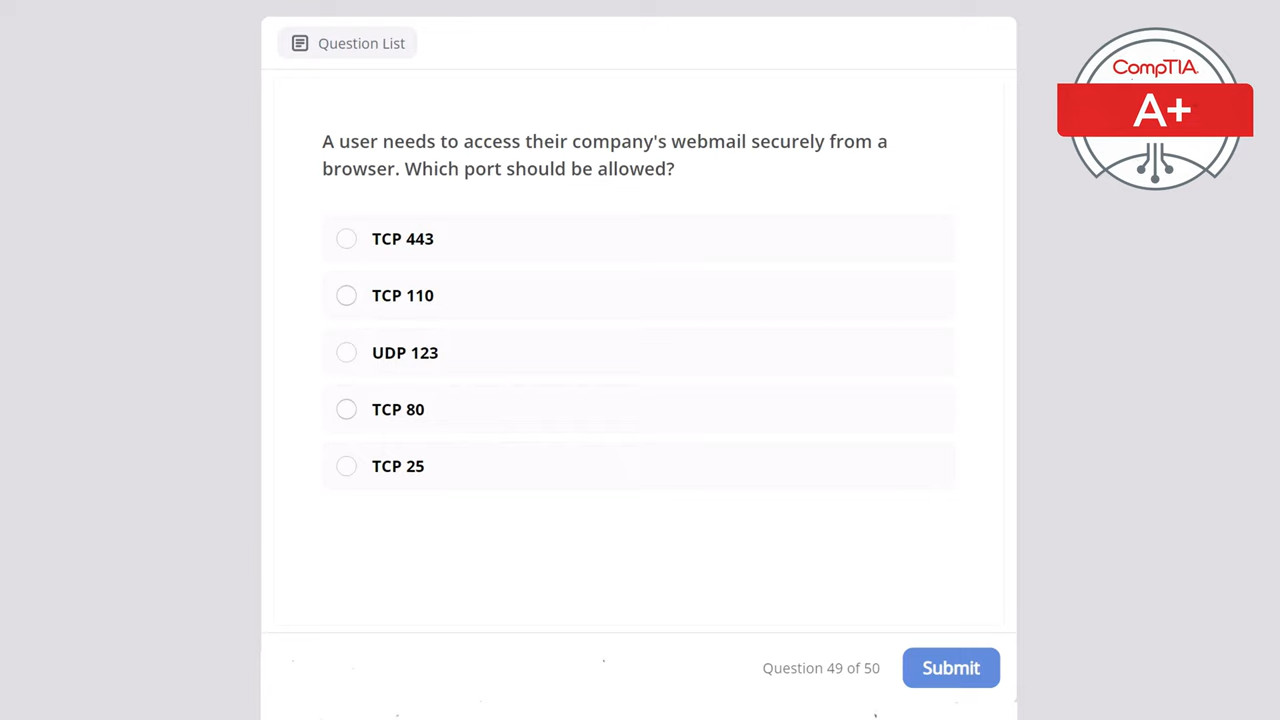 Question List
CompTIA.
A+
A user needs to access their company's webmail securely from a
browser. Which port should be allowed?
TCP 443
TCP 110
UDP 123
TCP 80
TCP 25
Question 49 of 50
Submit